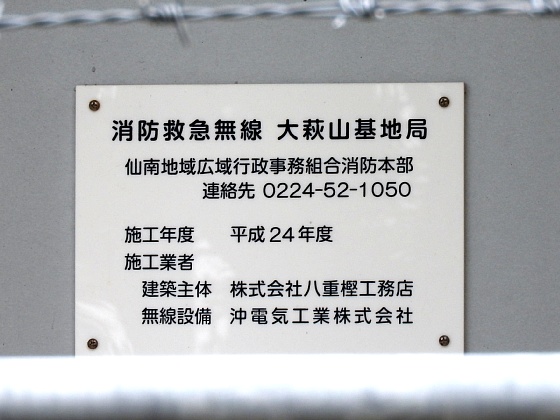 消防救急無線 大萩山基地局
仙南地域広域行政事務組合消防本部
連絡先 0224-52-1050
施工年度 平成24年度
施工業者
建築主体 株式会社八重樫工務店
無線設備 沖電気工業株式会社